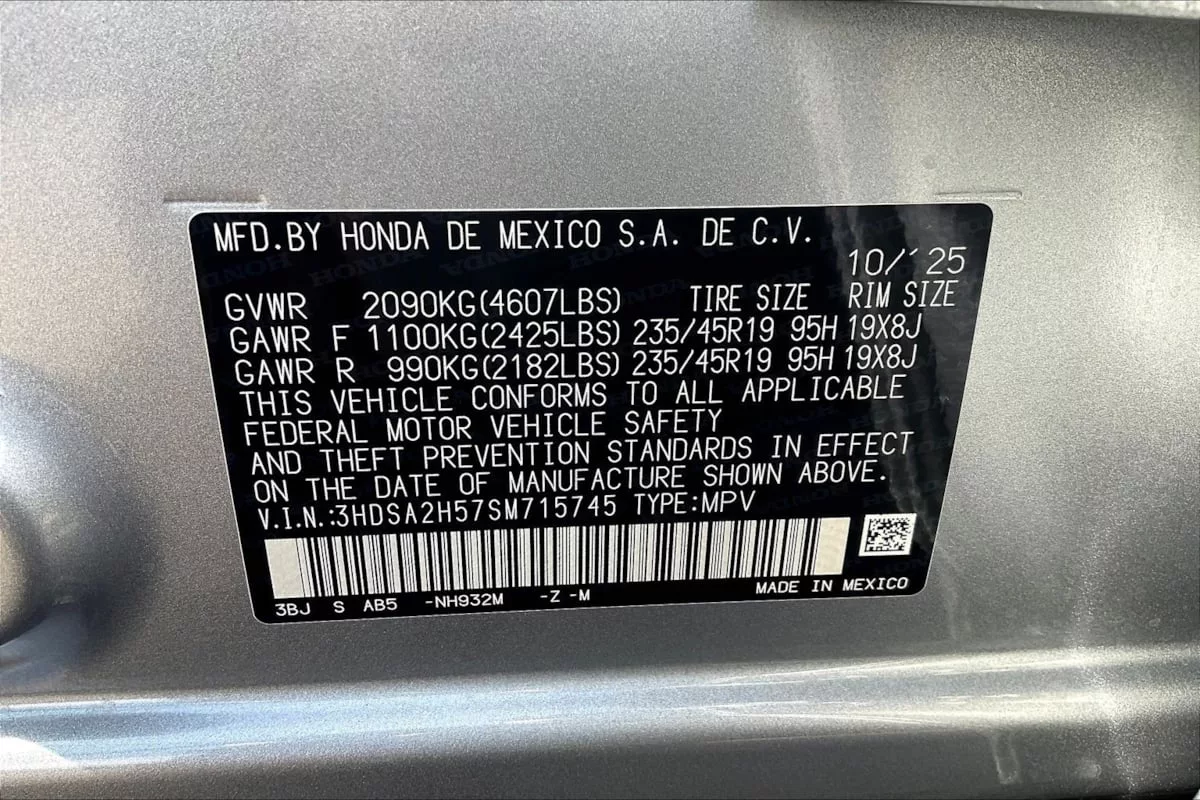 MFD.BY HONDA DE MEXICO S.A. DE C.V.
10/'25
GVWR 2090KG(4607LBS) TIRE SIZE RIM SIZE
GAWR F 1100KG(2425LBS) 235/45R19 95H 19X8J
GAWR R 990KG(2182LBS) 235/45R19 95H 19X8J
THIS VEHICLE CONFORMS TO ALL APPLICABLE
FEDERAL MOTOR VEHICLE SAFETY
AND THEFT PREVENTION STANDARDS IN EFFECT
ON THE DATE OF MANUFACTURE SHOWN ABOVE.
V.I.N.:3HDSA2H57SM715745 TYPE:MPV
3BJ S AB5 -NH932M -Z -M MADE IN MEXICO